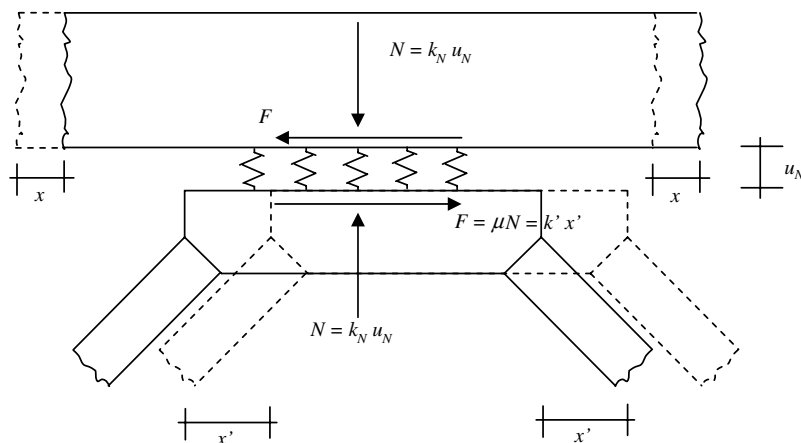 N = k_N u_N
F
x
x
u_N
F = μN = k' x'
N = k_N u_N
x'
x'